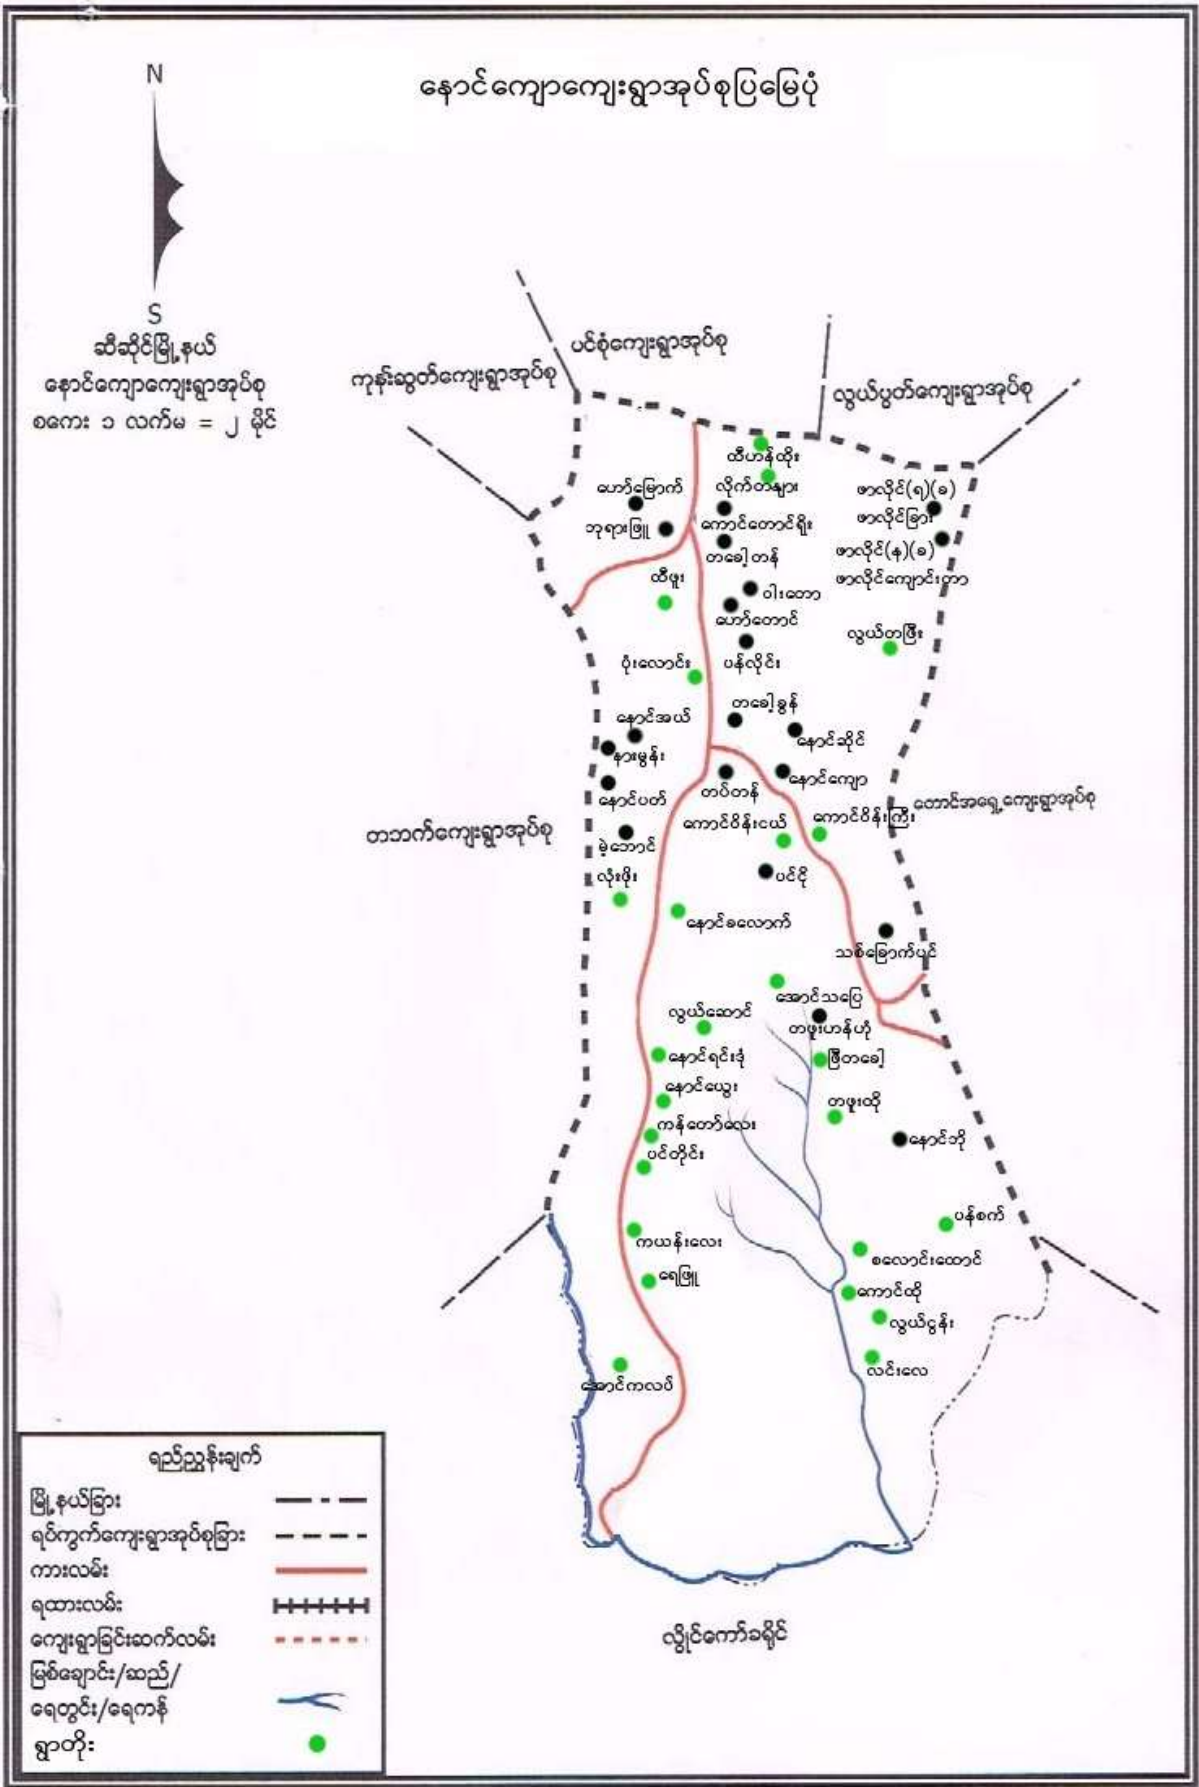 နောင်ကျောကျေးရွာအုပ်စုပြမြေပုံ
N
S
ဆီဆိုင်မြို့နယ်
နောင်ကျောကျေးရွာအုပ်စု
စကေး ၁ လက်မ = ၂ မိုင်
ပင်စုံကျေးရွာအုပ်စု
ကုန်းဆွတ်ကျေးရွာအုပ်စု
လွယ်ပွတ်ကျေးရွာအုပ်စု
ထီဟန်ထိုး
ဟော်မြောက်
လိုက်တနျား
ဖာလိုင်(ရ)(ခ)
ဘုရားဖြူ
ကောင်တောင်ရိုး
ဖာလိုင်ခြား
တခေါ့တန်
ဖာလိုင်(န)(ခ)
ထီဖူး
ဝါးတော
ဖာလိုင်ကျောင်းတာ
ဟော်တောင်
လွယ်တဖြီး
ပုံးလောင်း
ပန်လိုင်း
တခေါ့ခွန်
နောင်အယ်
နောင်ဆိုင်
နားမွန်း
နောင်ကျော
နောင်ပတ်
တပ်တန်
တောင်အရှေ့ကျေးရွာအုပ်စု
ကောင်ဝိန်းငယ်
ကောင်ဝိန်းကြီး
တဘက်ကျေးရွာအုပ်စု
မဲ့ဘောင်
လုံးဖိုး
ပင်ငို
နောင်ခလောက်
သစ်ခြောက်ပင်
အောင်သပြေ
လွယ်ဆောင်
တဖူးဟန်ဟို
နောင်ရင်းဒုံ
ဖြီတခေါ့
နောင်ယွေး
တဖူးထို
ကန်တော်လေး
နောင်ဘို
ပင်တိုင်း
ပန်စက်
ကယန်းလေး
စလောင်းထောင်
ရေဖြူ
ကောင်ထို
လွယ်ငွန်း
လင်းလေ
အောင်ကလပ်
ရည်ညွှန်းချက်
မြို့နယ်ခြား
ရပ်ကွက်ကျေးရွာအုပ်စုခြား
ကားလမ်း
ရထားလမ်း
ကျေးရွာခြင်းဆက်လမ်း
မြစ်ချောင်း/ဆည်/
ရေတွင်း/ရေကန်
ရွာတိုး
လွိုင်ကော်ခရိုင်